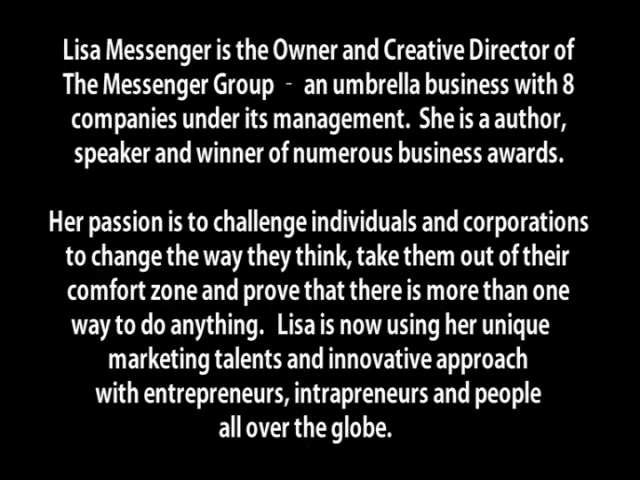 Lisa Messenger is the Owner and Creative Director of
The Messenger Group - an umbrella business with 8
companies under its management. She is a author,
speaker and winner of numerous business awards.
Her passion is to challenge individuals and corporations
to change the way they think, take them out of their
comfort zone and prove that there is more than one
way to do anything. Lisa is now using her unique
marketing talents and innovative approach
with entrepreneurs, intrapreneurs and people
all over the globe.